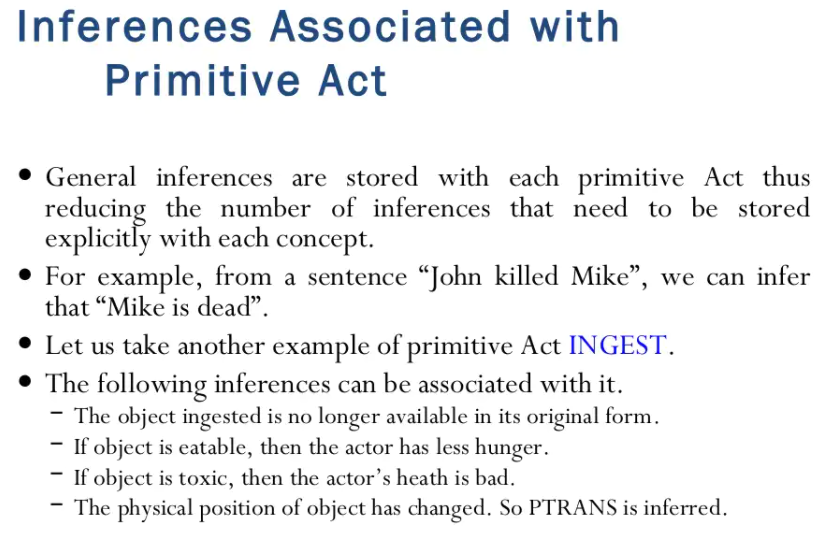 Inferences Associated with
Primitive Act
• General inferences are stored with each primitive Act thus
reducing the number of inferences that need to be stored
explicitly with each concept.
• For example, from a sentence “John killed Mike”, we can infer
that “Mike is dead”.
• Let us take another example of primitive Act INGEST.
• The following inferences can be associated with it.
– The object ingested is no longer available in its original form.
– If object is eatable, then the actor has less hunger.
– If object is toxic, then the actor’s heath is bad.
– The physical position of object has changed. So PTRANS is inferred.